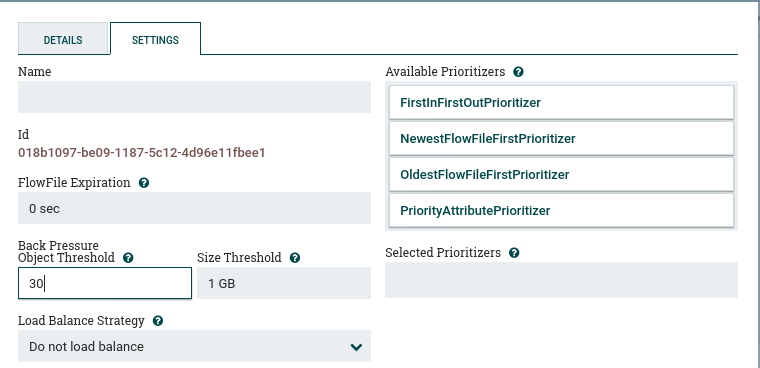 DETAILS
SETTINGS
Name
Id
018b1097-be09-1187-5c12-4d96e11fbee1
FlowFile Expiration
0 sec
Back Pressure
Object Threshold
Size Threshold
30
1 GB
Load Balance Strategy
Do not load balance
Available Prioritizers
FirstInFirstOutPrioritizer
NewestFlowFileFirstPrioritizer
OldestFlowFileFirstPrioritizer
PriorityAttributePrioritizer
Selected Prioritizers